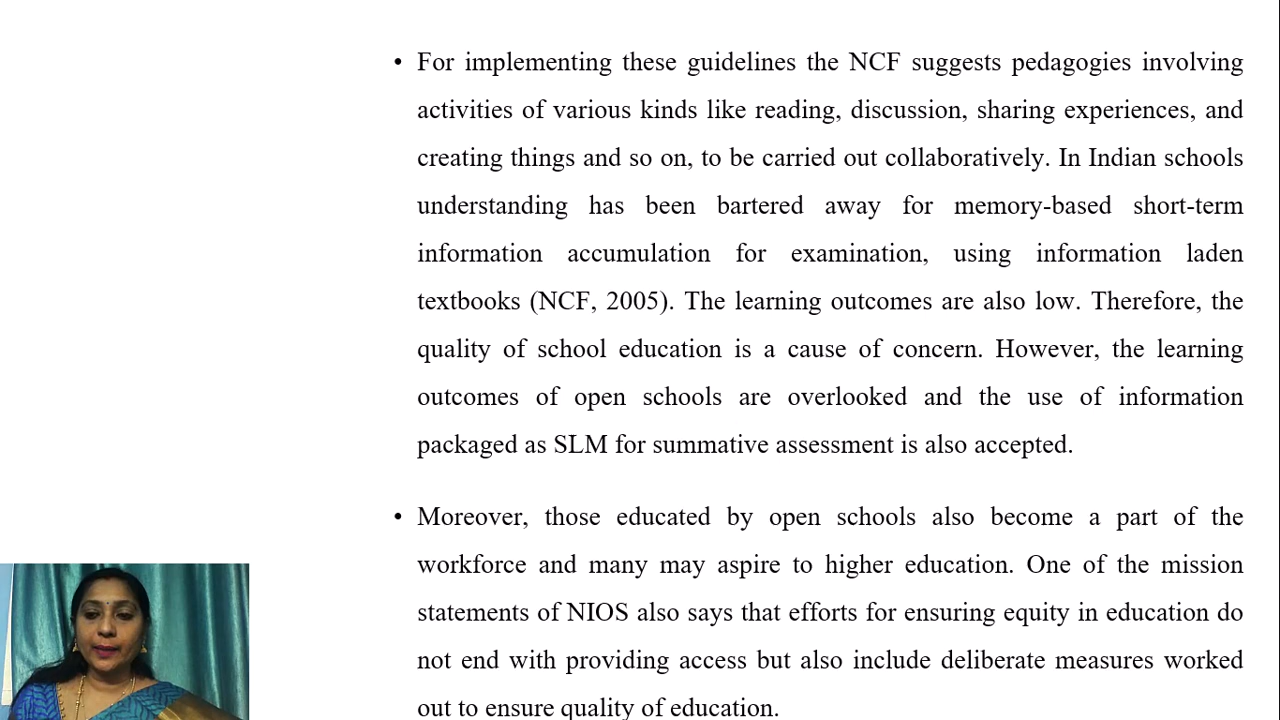 • For implementing these guidelines the NCF suggests pedagogies involving
activities of various kinds like reading, discussion, sharing experiences, and
creating things and so on, to be carried out collaboratively. In Indian schools
understanding has been bartered away for memory-based short-term
information accumulation for examination, using information laden
textbooks (NCF, 2005). The learning outcomes are also low. Therefore, the
quality of school education is a cause of concern. However, the learning
outcomes of open schools are overlooked and the use of information
packaged as SLM for summative assessment is also accepted.
• Moreover, those educated by open schools also become a part of the
workforce and many may aspire to higher education. One of the mission
statements of NIOS also says that efforts for ensuring equity in education do
not end with providing access but also include deliberate measures worked
out to ensure quality of education.